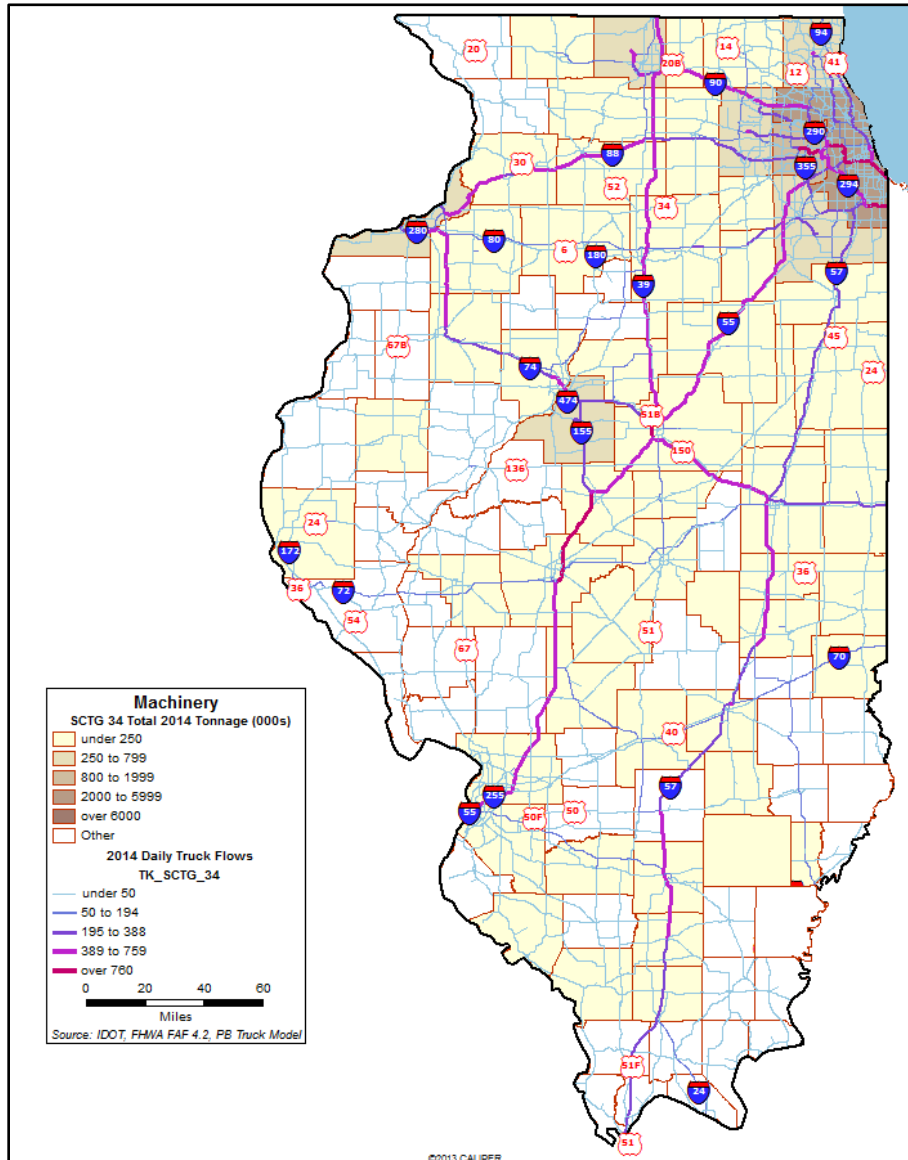 94
20
14
41
20B
12
90
290
88
355
30
294
52
34
280
80
6
180
57
39
55
45
67B
74
24
474
51B
155
150
136
24
172
36
36
72
54
51
67
70
Machinery
SCTG 34 Total 2014 Tonnage (000s)
under 250
250 to 799
800 to 1999
2000 to 5999
over 6000
Other
2014 Daily Truck Flows
TK_SCTG_34
under 50
50 to 194
195 to 388
389 to 759
over 760
0 20 40 60
Miles
Source: IDOT, FHWA FAF 4.2, PB Truck Model
40
57
255
55
50F
50
51F
24
51
©2013 CALIPER